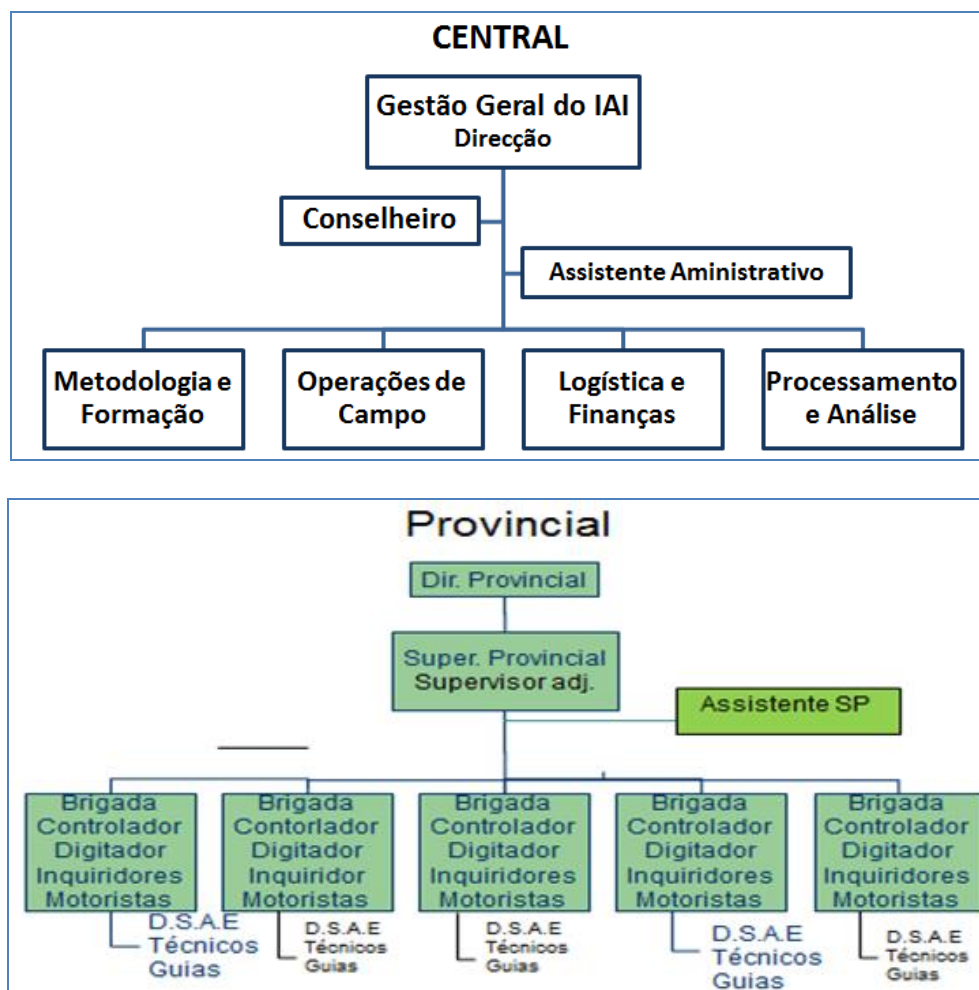 CENTRAL
Gestão Geral do IAI
Direcção
Conselheiro
Assistente Aministrativo
Metodologia e
Formação
Operações de
Campo
Logística e
Finanças
Processamento
e Análise
Provincial
Dir. Provincial
Super. Provincial
Supervisor adj.
Assistente SP
Brigada
Controlador
Digitador
Inquiridores
Motoristas
D.S.A.E
Técnicos
Guias
Brigada
Contorlador
Digitador
Inquiridor
Motoristas
D.S.A.E
Técnicos
Guias
Brigada
Controlador
Digitador
Inquiridores
Motoristas
D.S.A.E
Técnicos
Guias
Brigada
Controlador
Digitador
Inquiridores
Motoristas
D.S.A.E
Técnicos
Guias
Brigada
Controlador
Digitador
Inquiridores
Motoristas
D.S.A.E
Técnicos
Guias